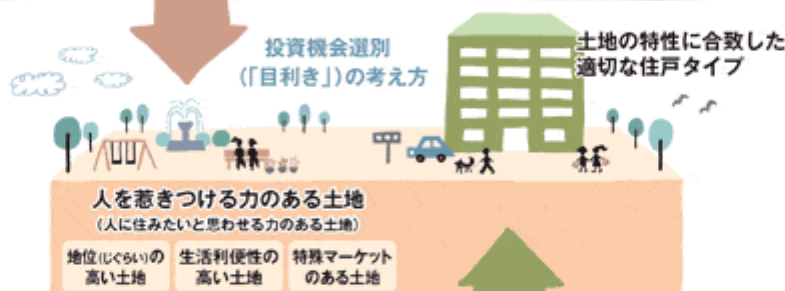 投資機会選別
(「目利き」)の考え方
土地の特性に合致した
適切な住戸タイプ
人を惹きつける力のある土地
(人に住みたいと思わせる力のある土地)
地位(じぐらい)の
高い土地
生活利便性の
高い土地
特殊マーケット
のある土地